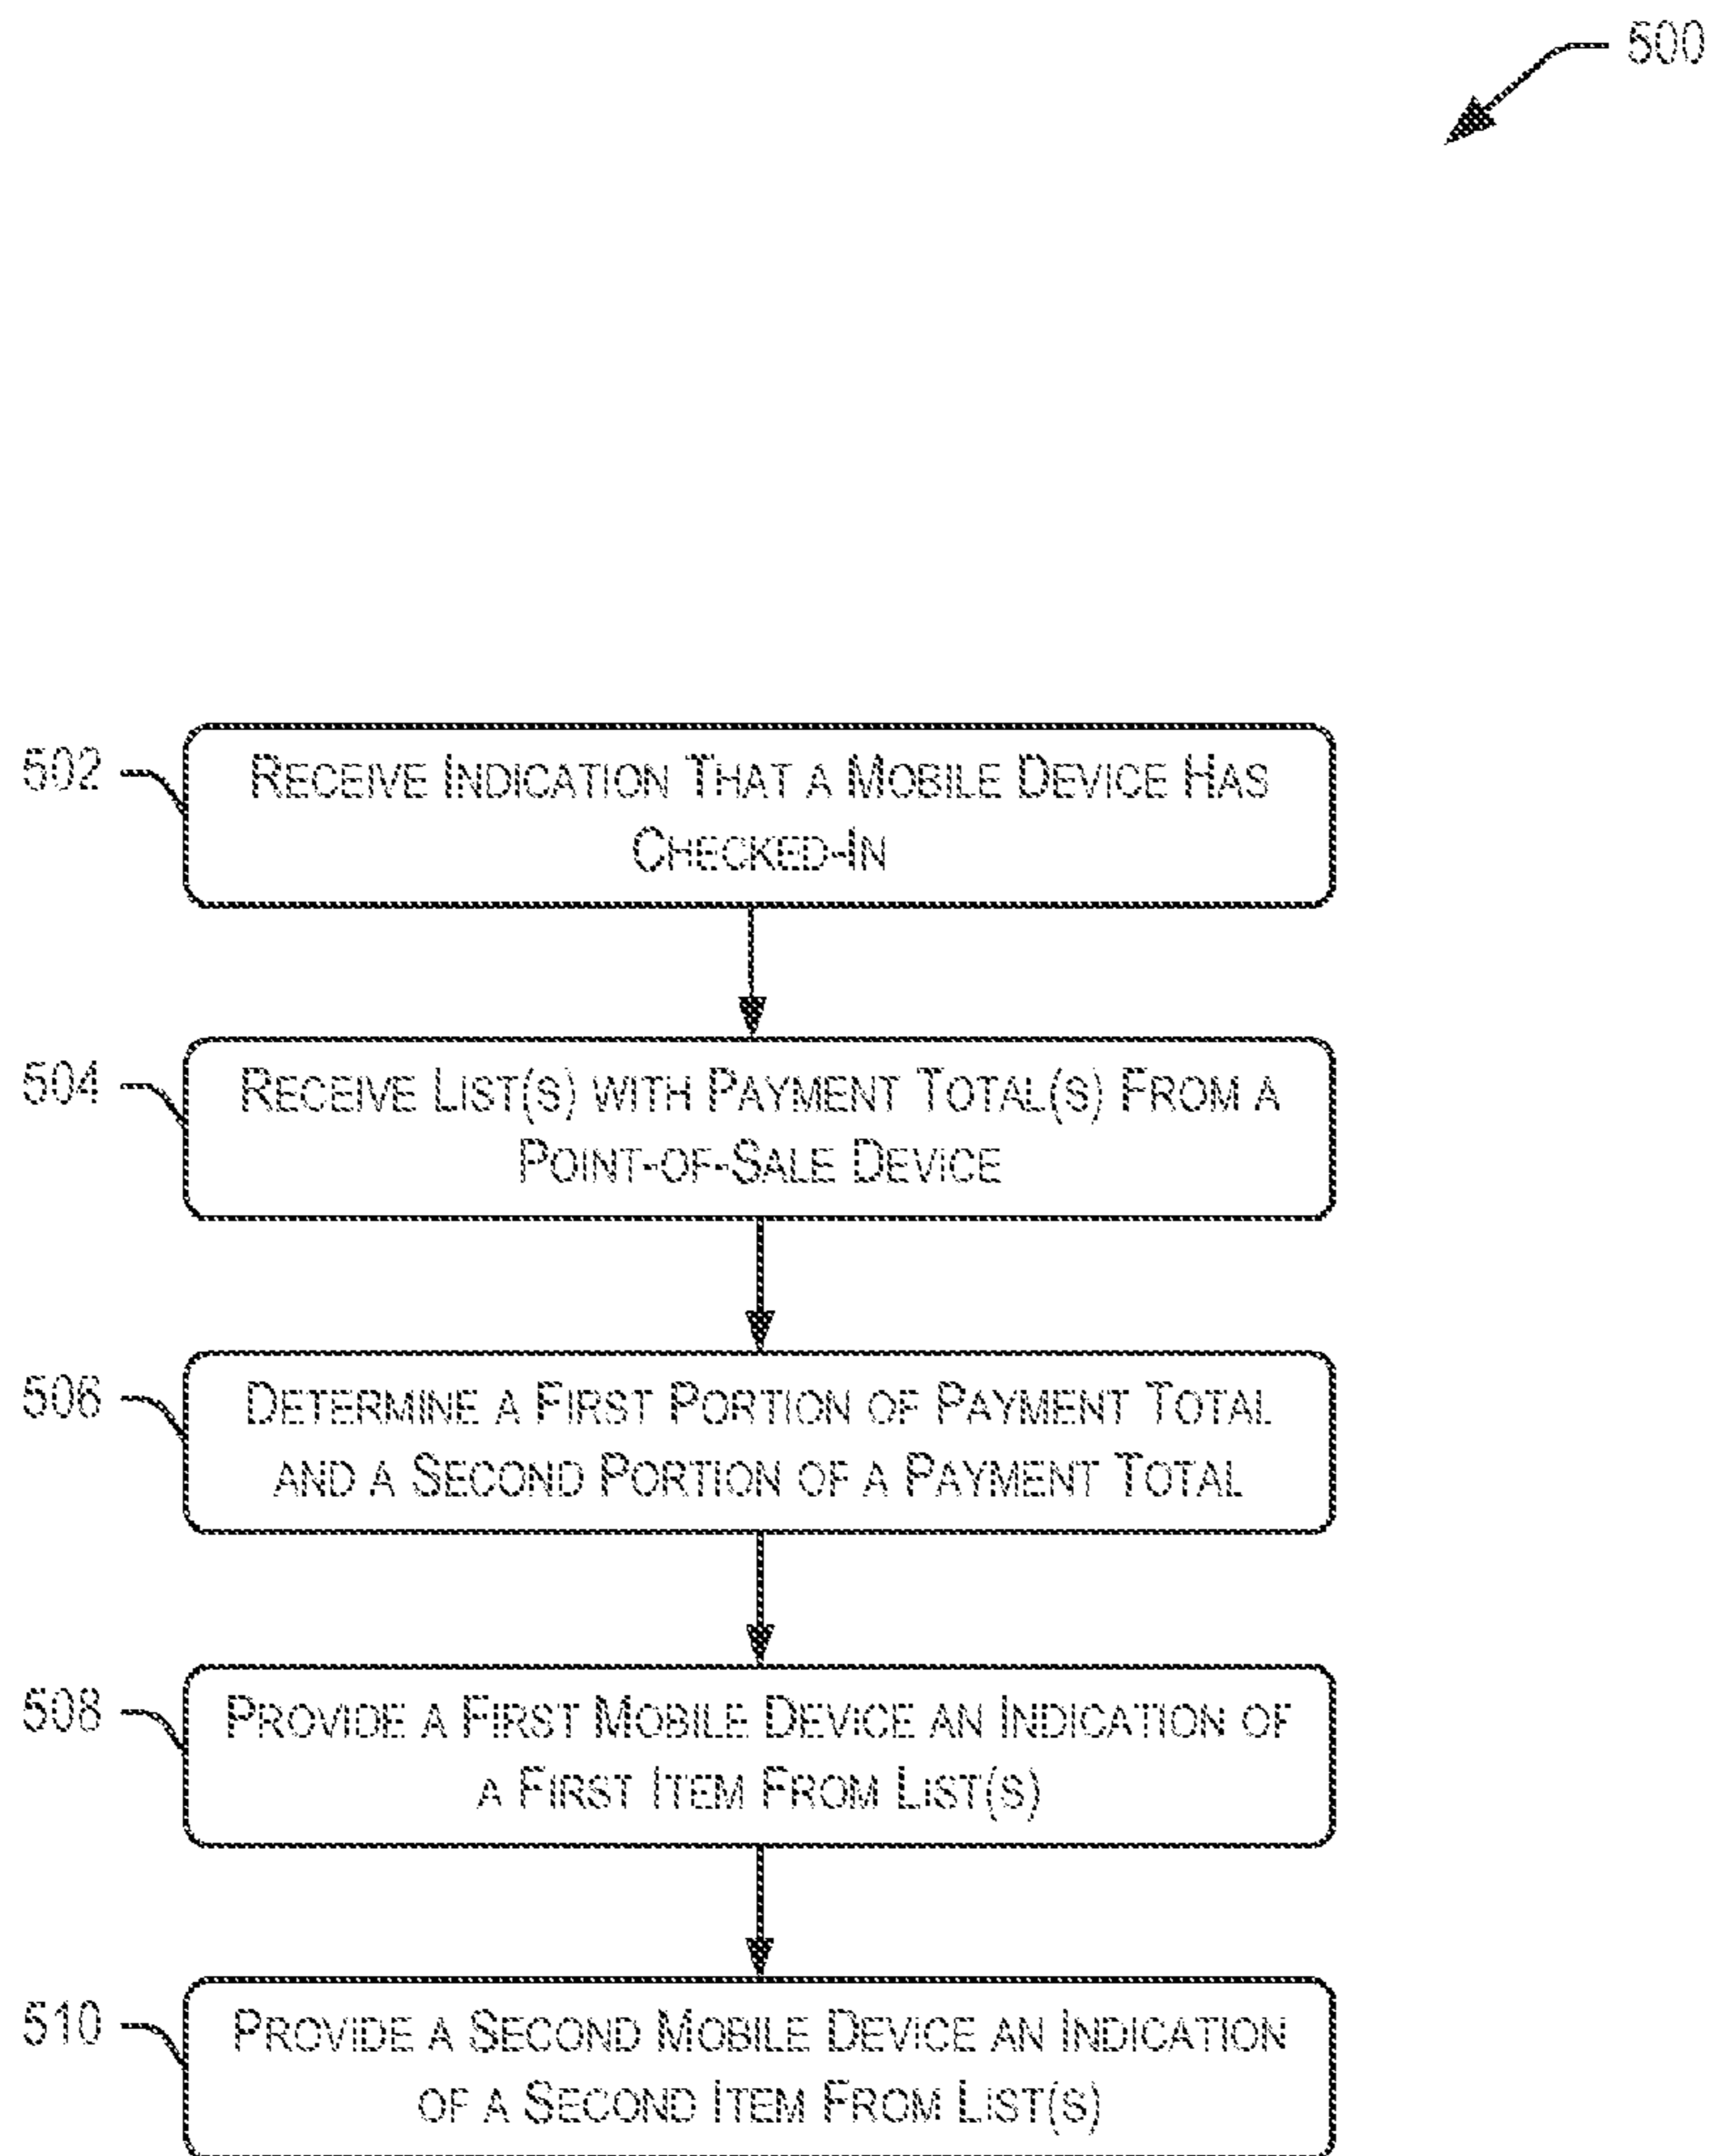 500
502
RECEIVE INDICATION THAT A MOBILE DEVICE HAS
CHECKED-IN
504
RECEIVE LIST(S) WITH PAYMENT TOTAL(S) FROM A
POINT-OF-SALE DEVICE
506
DETERMINE A FIRST PORTION OF PAYMENT TOTAL
AND A SECOND PORTION OF A PAYMENT TOTAL
508
PROVIDE A FIRST MOBILE DEVICE AN INDICATION OF
A FIRST ITEM FROM LIST(S)
510
PROVIDE A SECOND MOBILE DEVICE AN INDICATION
OF A SECOND ITEM FROM LIST(S)